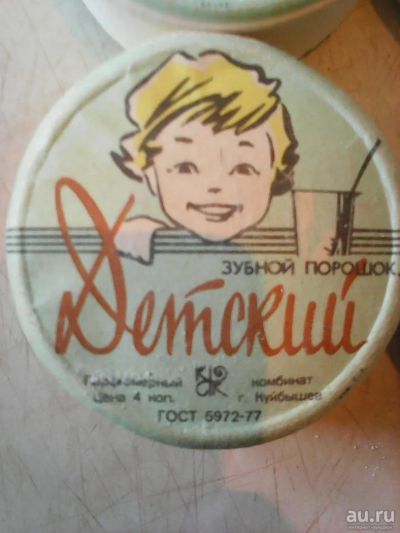 ЗУБНОЙ ПОРОШОК
Детский
Парфюмерный комбинат
цена 4 коп. г. Куйбышев
ГОСТ 5972-77
au.ru